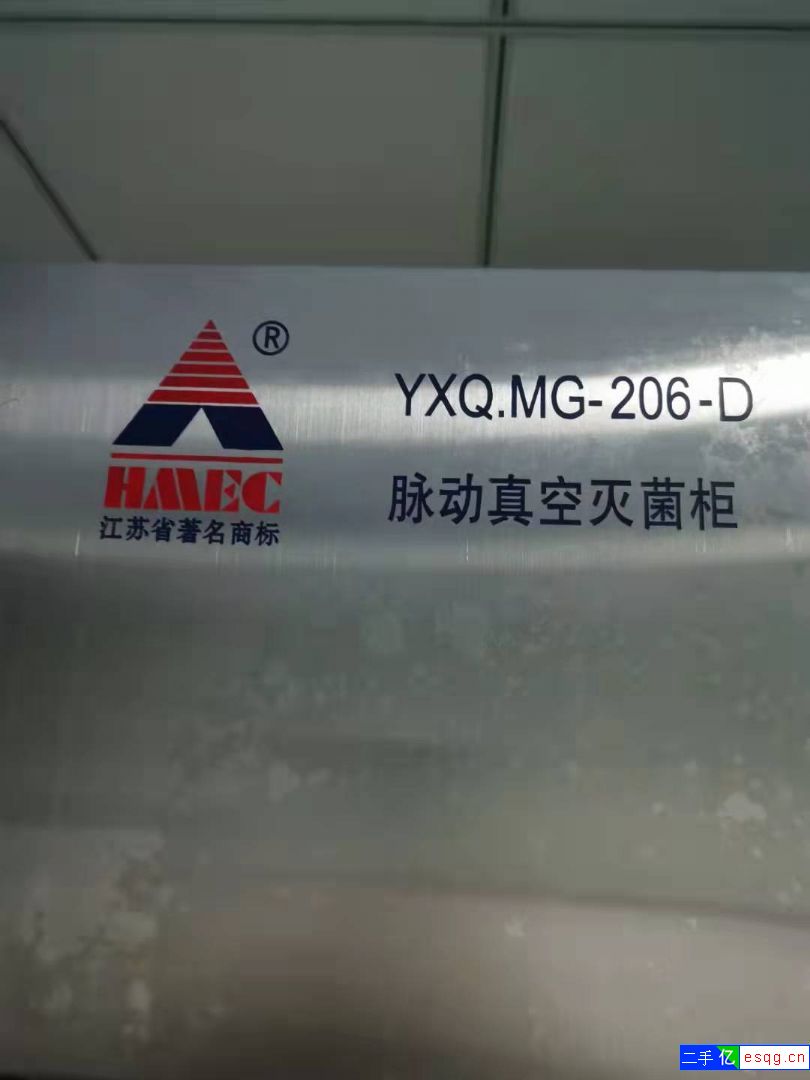 ®
YXQ.MG-206-D
HMEC
脉动真空灭菌柜
江苏省著名商标
二手亿 esqg.cn